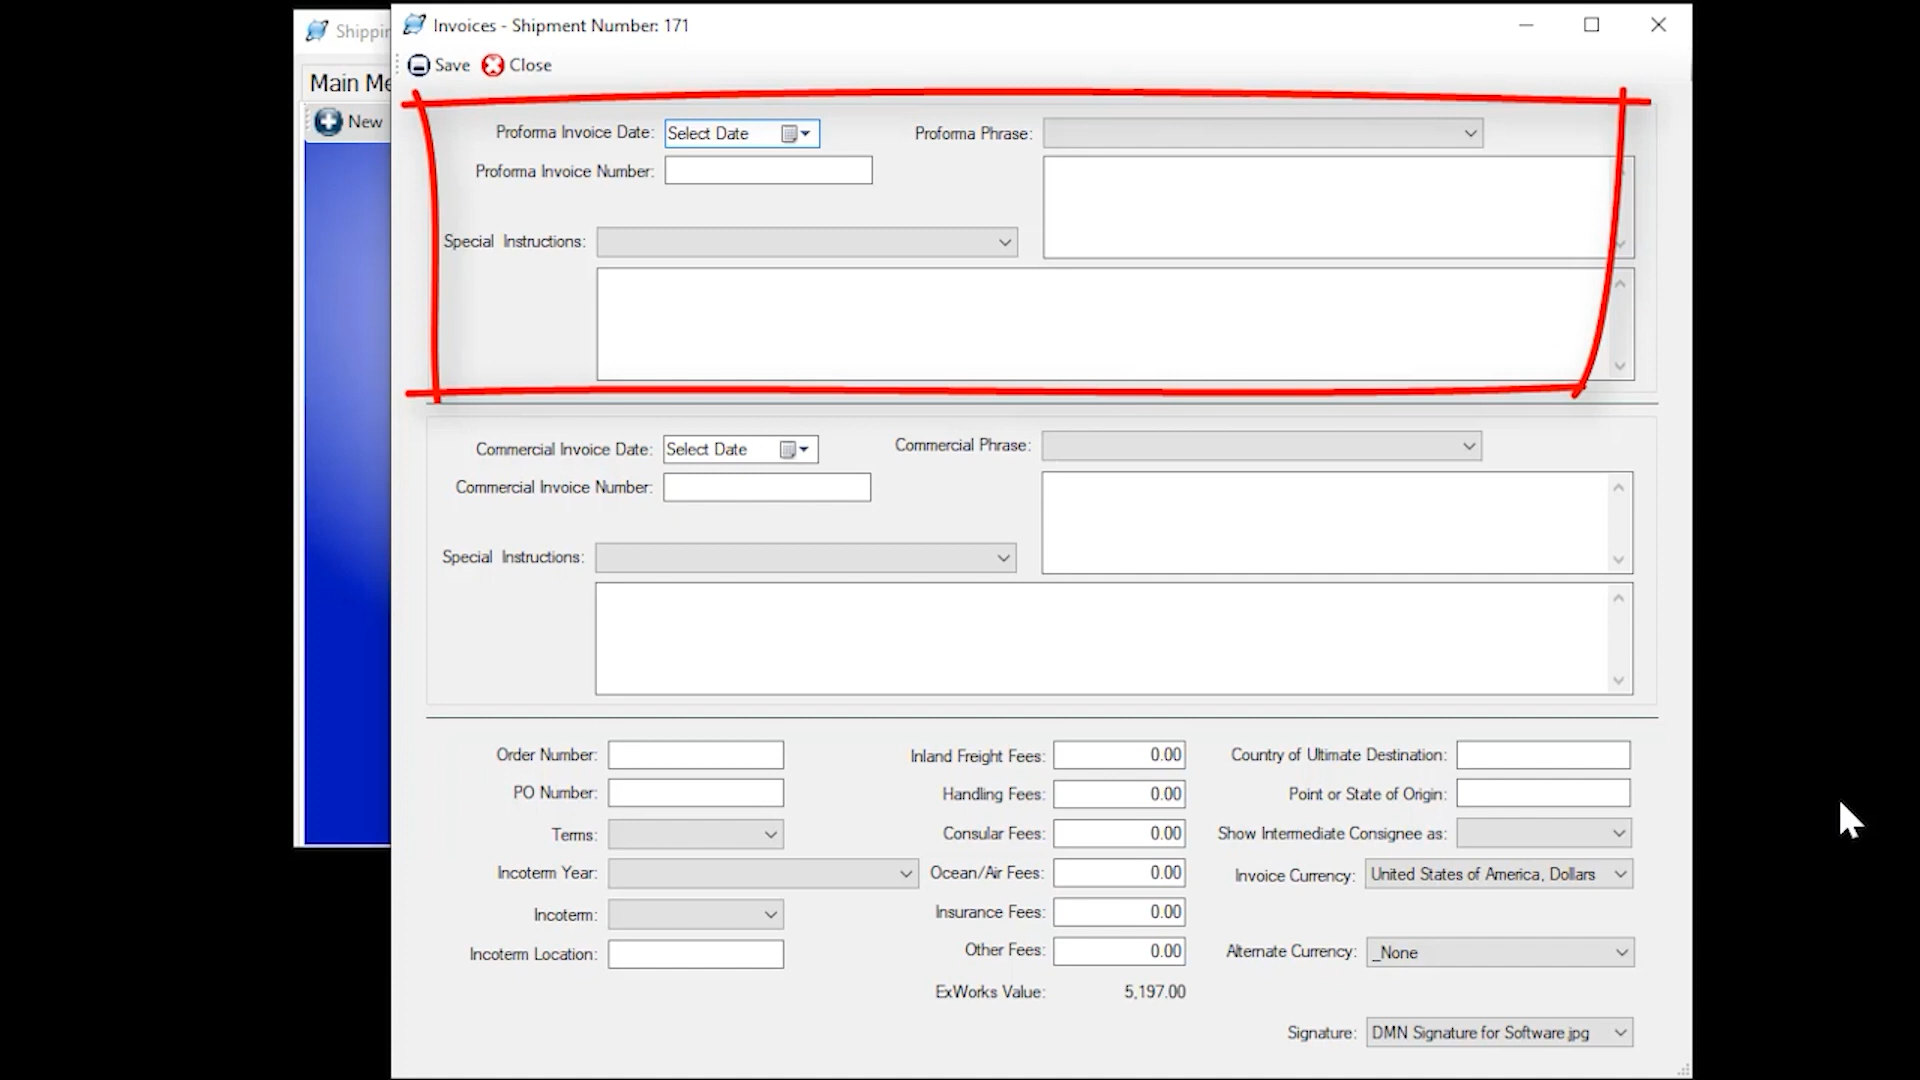 Shippin
Invoices - Shipment Number: 171
Save Close
Main Me
New
Proforma Invoice Date: Select Date Proforma Phrase:
Proforma Invoice Number:
Special Instructions:
Commercial Invoice Date: Select Date Commercial Phrase:
Commercial Invoice Number:
Special Instructions:
Order Number: Inland Freight Fees: 0.00 Country of Ultimate Destination:
PO Number: Handling Fees: 0.00 Point or State of Origin:
Terms: Consular Fees: 0.00 Show Intermediate Consignee as:
Incoterm Year: Ocean/Air Fees: 0.00 Invoice Currency: United States of America, Dollars
Incoterm: Insurance Fees: 0.00
Incoterm Location: Other Fees: 0.00 Alternate Currency: _None
ExWorks Value: 5,197.00
Signature: DMN Signature for Software.jpg